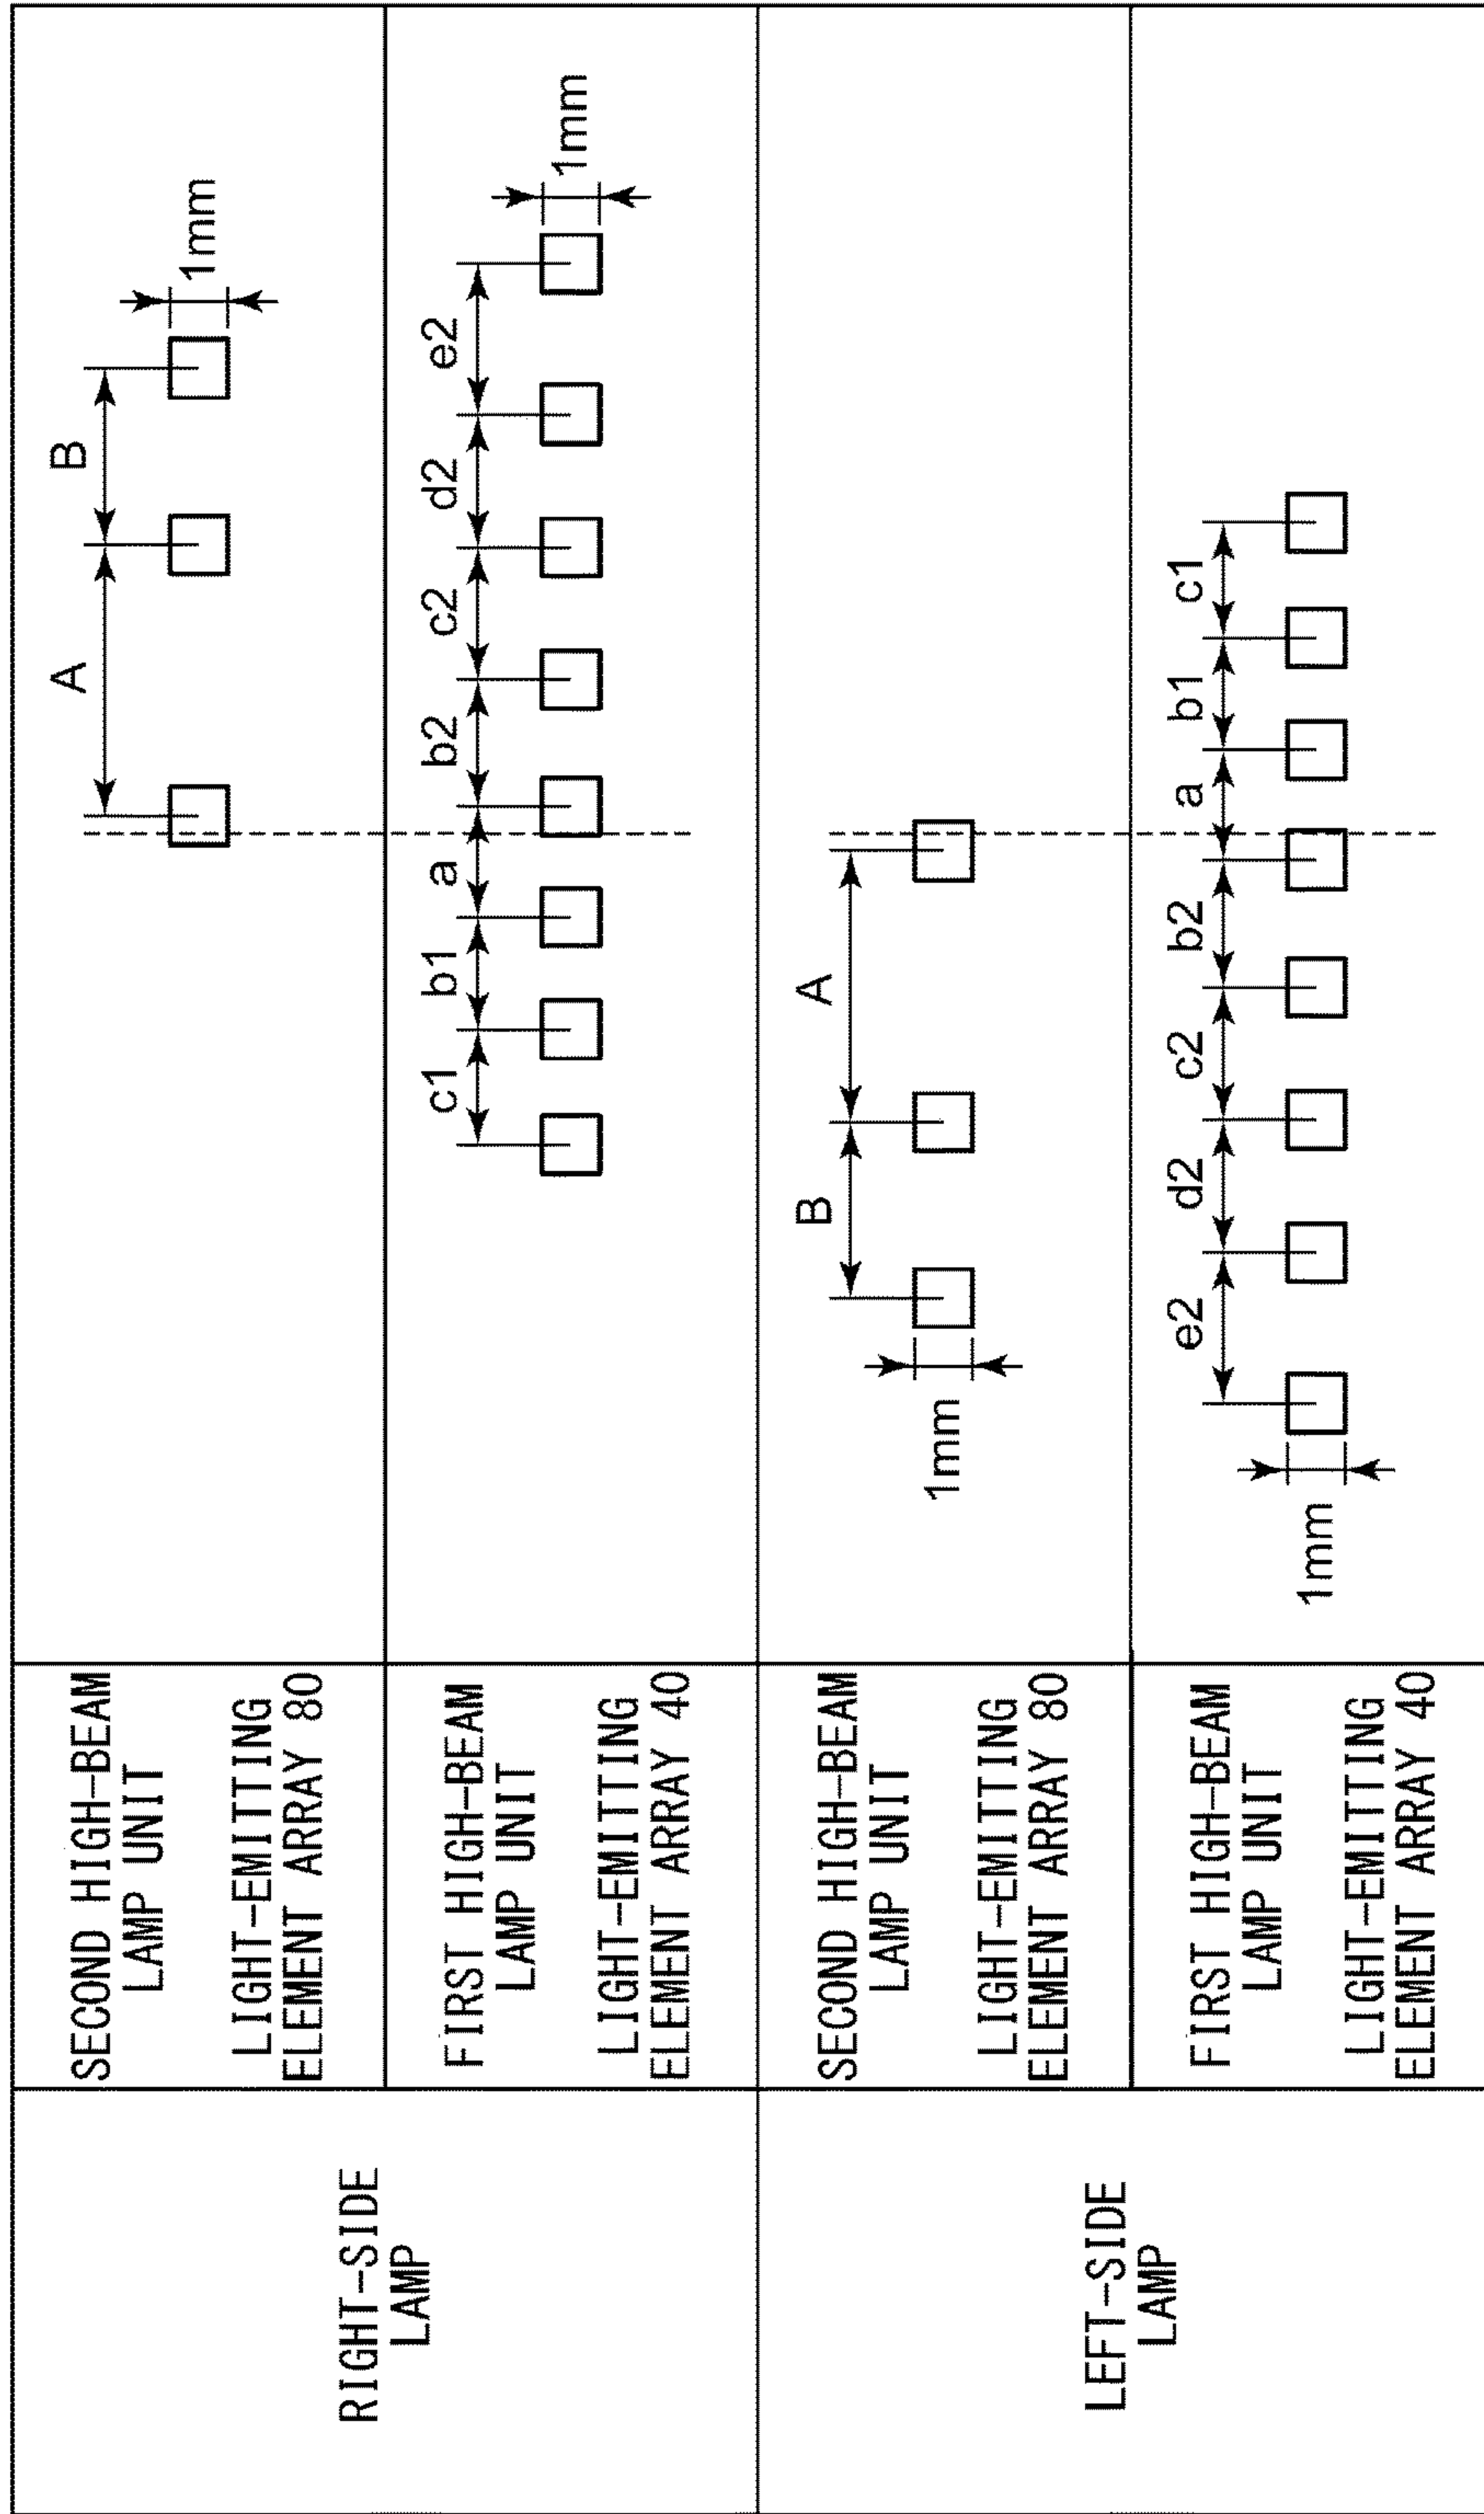 RIGHT-SIDE
LAMP
SECOND HIGH-BEAM
LAMP UNIT
LIGHT-EMITTING
ELEMENT ARRAY 80
A
B
1mm
FIRST HIGH-BEAM
LAMP UNIT
LIGHT-EMITTING
ELEMENT ARRAY 40
c1
b1
a
b2
c2
d2
e2
1mm
LEFT-SIDE
LAMP
SECOND HIGH-BEAM
LAMP UNIT
LIGHT-EMITTING
ELEMENT ARRAY 80
1mm
B
A
FIRST HIGH-BEAM
LAMP UNIT
LIGHT-EMITTING
ELEMENT ARRAY 40
1mm
e2
d2
c2
b2
a
b1
c1